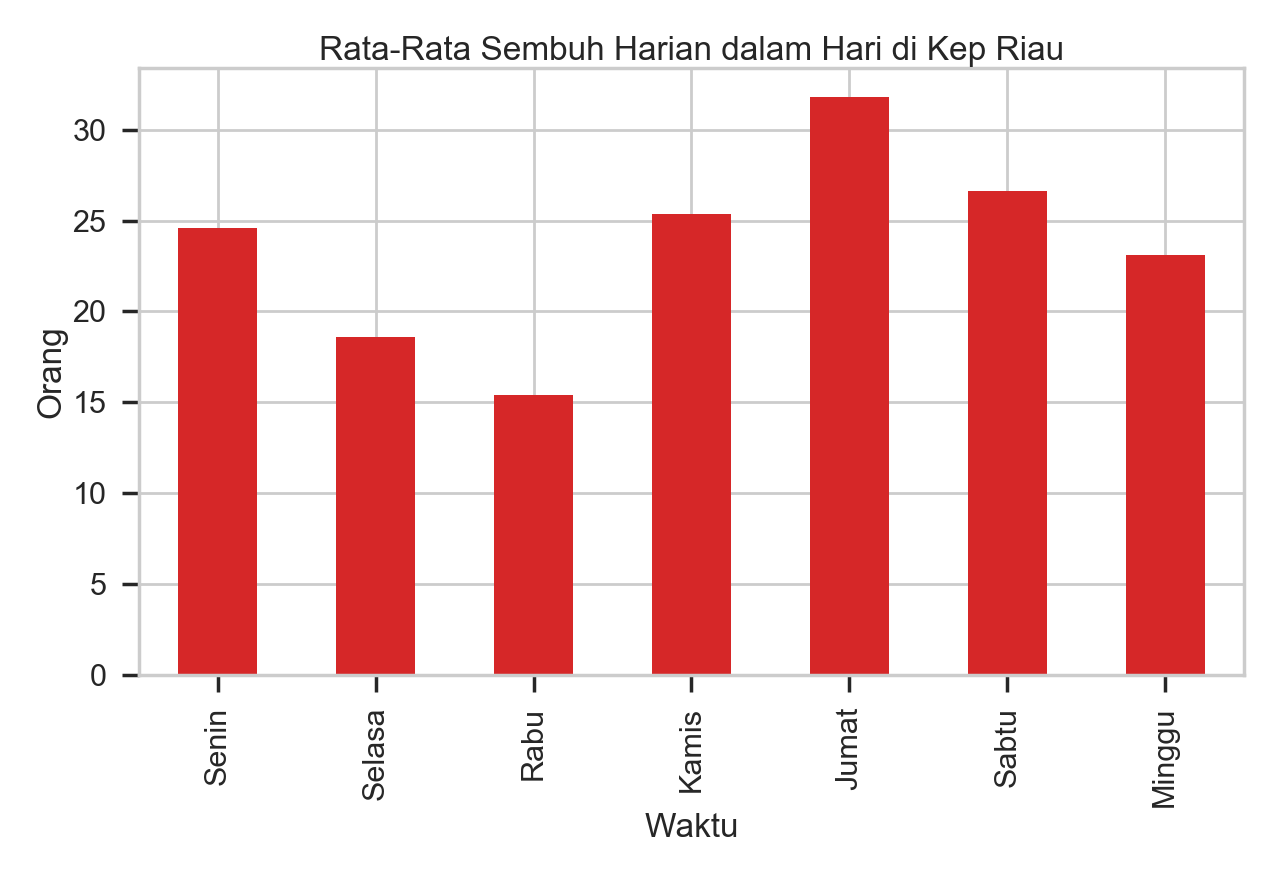 Rata-Rata Sembuh Harian dalam Hari di Kep Riau
30
25
20
15
10
5
0
Orang
Senin
Selasa
Rabu
Kamis
Jumat
Sabtu
Minggu
Waktu